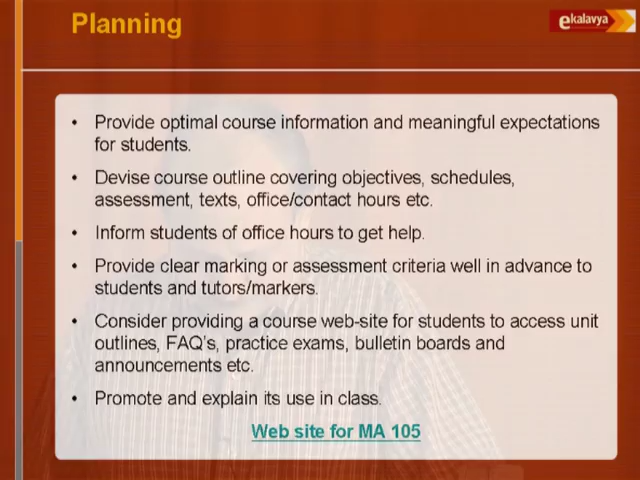 Planning
ekalavya
• Provide optimal course information and meaningful expectations
for students.
• Devise course outline covering objectives, schedules,
assessment, texts, office/contact hours etc.
• Inform students of office hours to get help.
• Provide clear marking or assessment criteria well in advance to
students and tutors/markers.
• Consider providing a course web-site for students to access unit
outlines, FAQ's, practice exams, bulletin boards and
announcements etc.
• Promote and explain its use in class.
Web site for MA 105